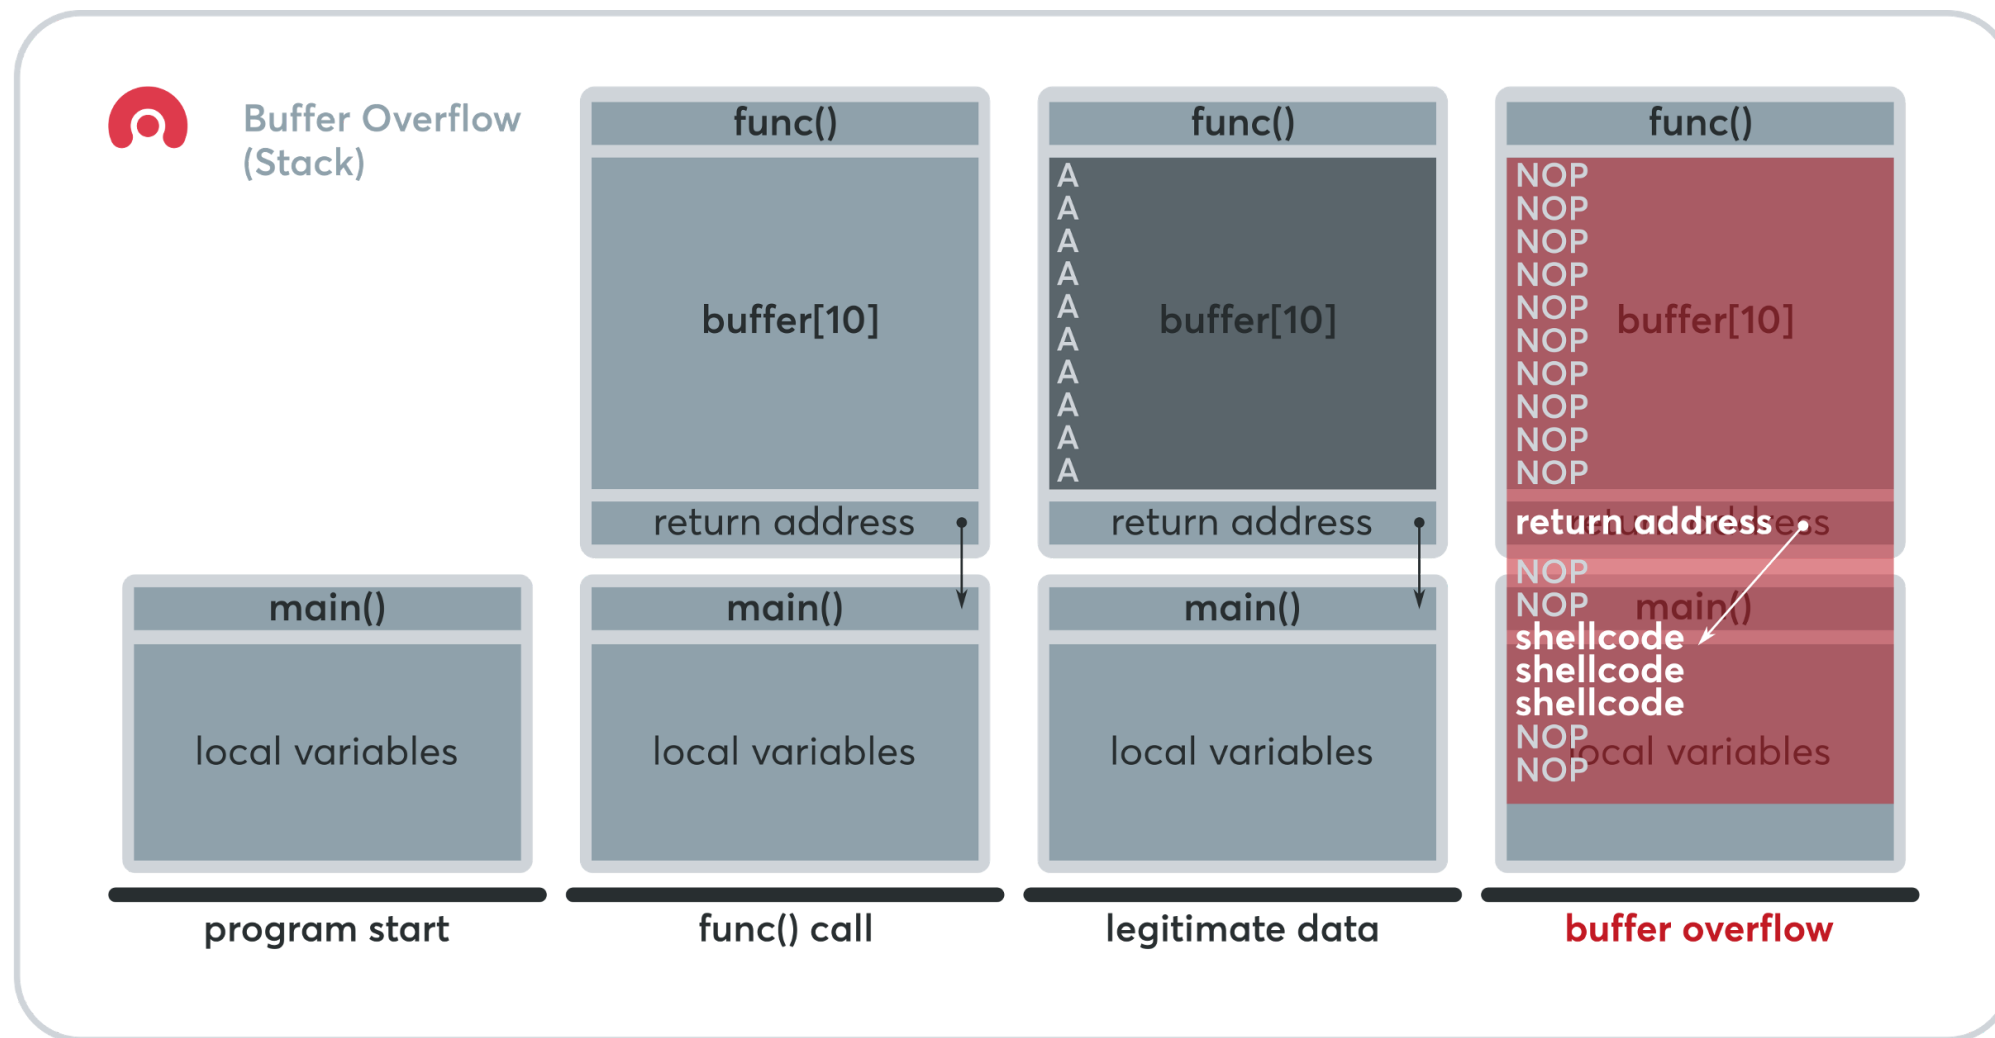 Buffer Overflow
(Stack)
main()
local variables
program start
func()
buffer[10]
return address
main()
local variables
func() call
func()
A
A
A
A
A
A
A
A
A
A
buffer[10]
return address
main()
local variables
legitimate data
func()
NOP
NOP
NOP
NOP
NOP
NOP
NOP
NOP
NOP
NOP
buffer[10]
return address
return address
NOP
NOP
main()
shellcode
shellcode
shellcode
NOP
local variables
NOP
buffer overflow